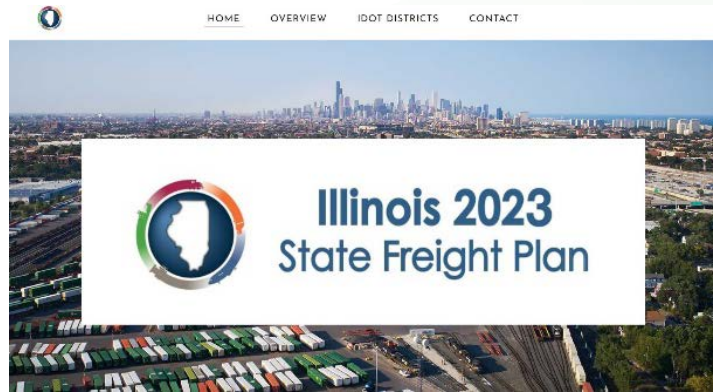 HOME OVERVIEW IDOT DISTRICTS CONTACT
Illinois 2023
State Freight Plan